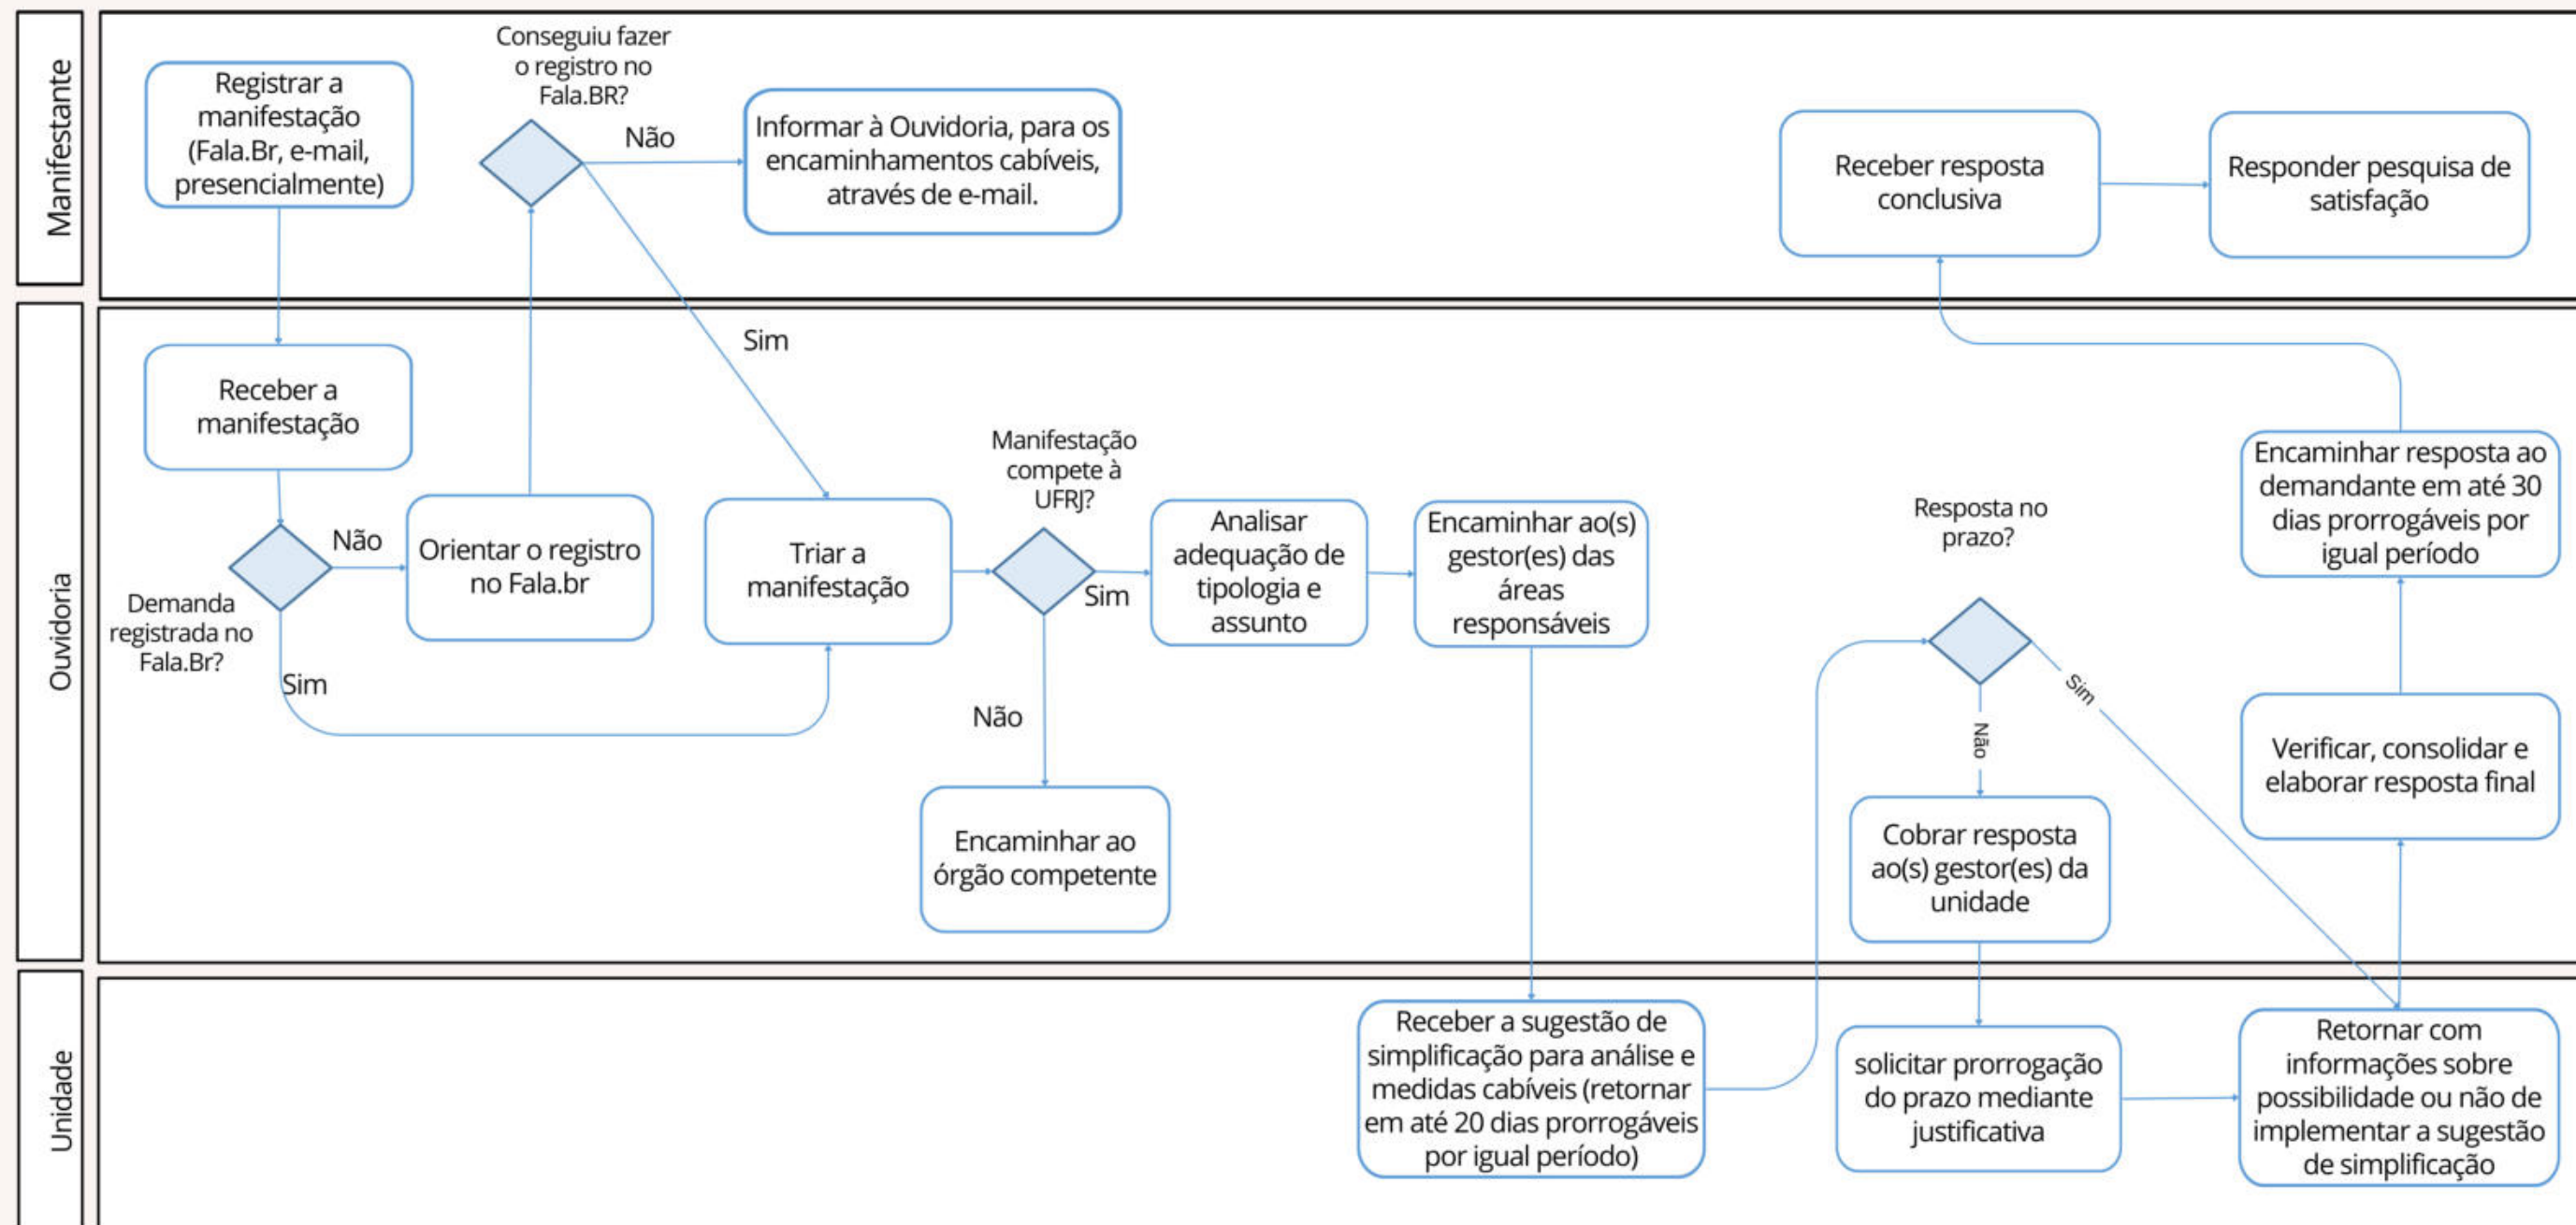 Manifestante
Registrar a
manifestação
(Fala.Br, e-mail,
presencialmente)
Conseguiu fazer
o registro no
Fala.BR?
Não
Informar à Ouvidoria, para os
encaminhamentos cabíveis,
através de e-mail.
Sim
Receber resposta
conclusiva
Responder pesquisa de
satisfação
Ouvidoria
Receber a
manifestação
Demanda
registrada no
Fala.Br?
Não
Sim
Orientar o registro
no Fala.br
Triar a
manifestação
Manifestação
compete à
UFRJ?
Sim
Não
Encaminhar ao
órgão competente
Analisar
adequação de
tipologia e
assunto
Encaminhar ao(s)
gestor(es) das
áreas
responsáveis
Resposta no
prazo?
Sim
Não
Cobrar resposta
ao(s) gestor(es) da
unidade
Encaminhar resposta ao
demandante em até 30
dias prorrogáveis por
igual período
Verificar, consolidar e
elaborar resposta final
Unidade
Receber a sugestão de
simplificação para análise e
medidas cabíveis (retornar
em até 20 dias prorrogáveis
por igual período)
solicitar prorrogação
do prazo mediante
justificativa
Retornar com
informações sobre
possibilidade ou não de
implementar a sugestão
de simplificação